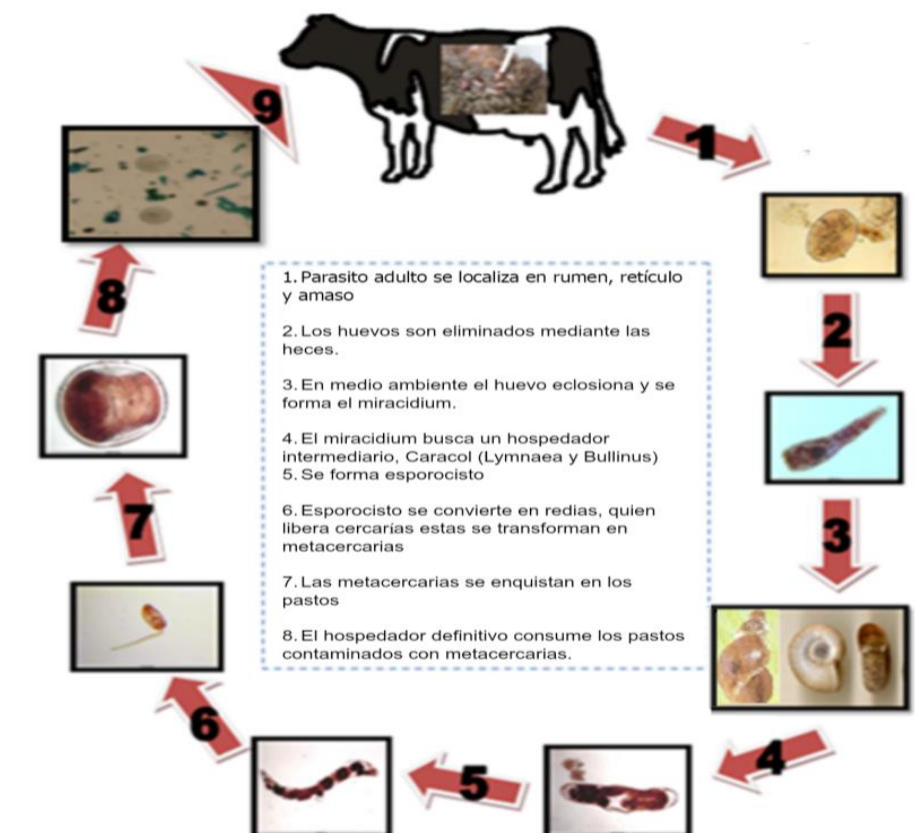 9
1
2
8
3
7
6
4
5
1. Parasito adulto se localiza en rumen, retículo
y amaso
2. Los huevos son eliminados mediante las
heces.
3. En medio ambiente el huevo eclosiona y se
forma el miracidium.
4. El miracidium busca un hospedador
intermediario, Caracol (Lymnaea y Bullinus)
5. Se forma esporocisto
6. Esporocisto se convierte en redias, quien
libera cercarías estas se transforman en
metacercarias
7. Las metacercarias se enquistan en los
pastos
8. El hospedador definitivo consume los pastos
contaminados con metacercarias.